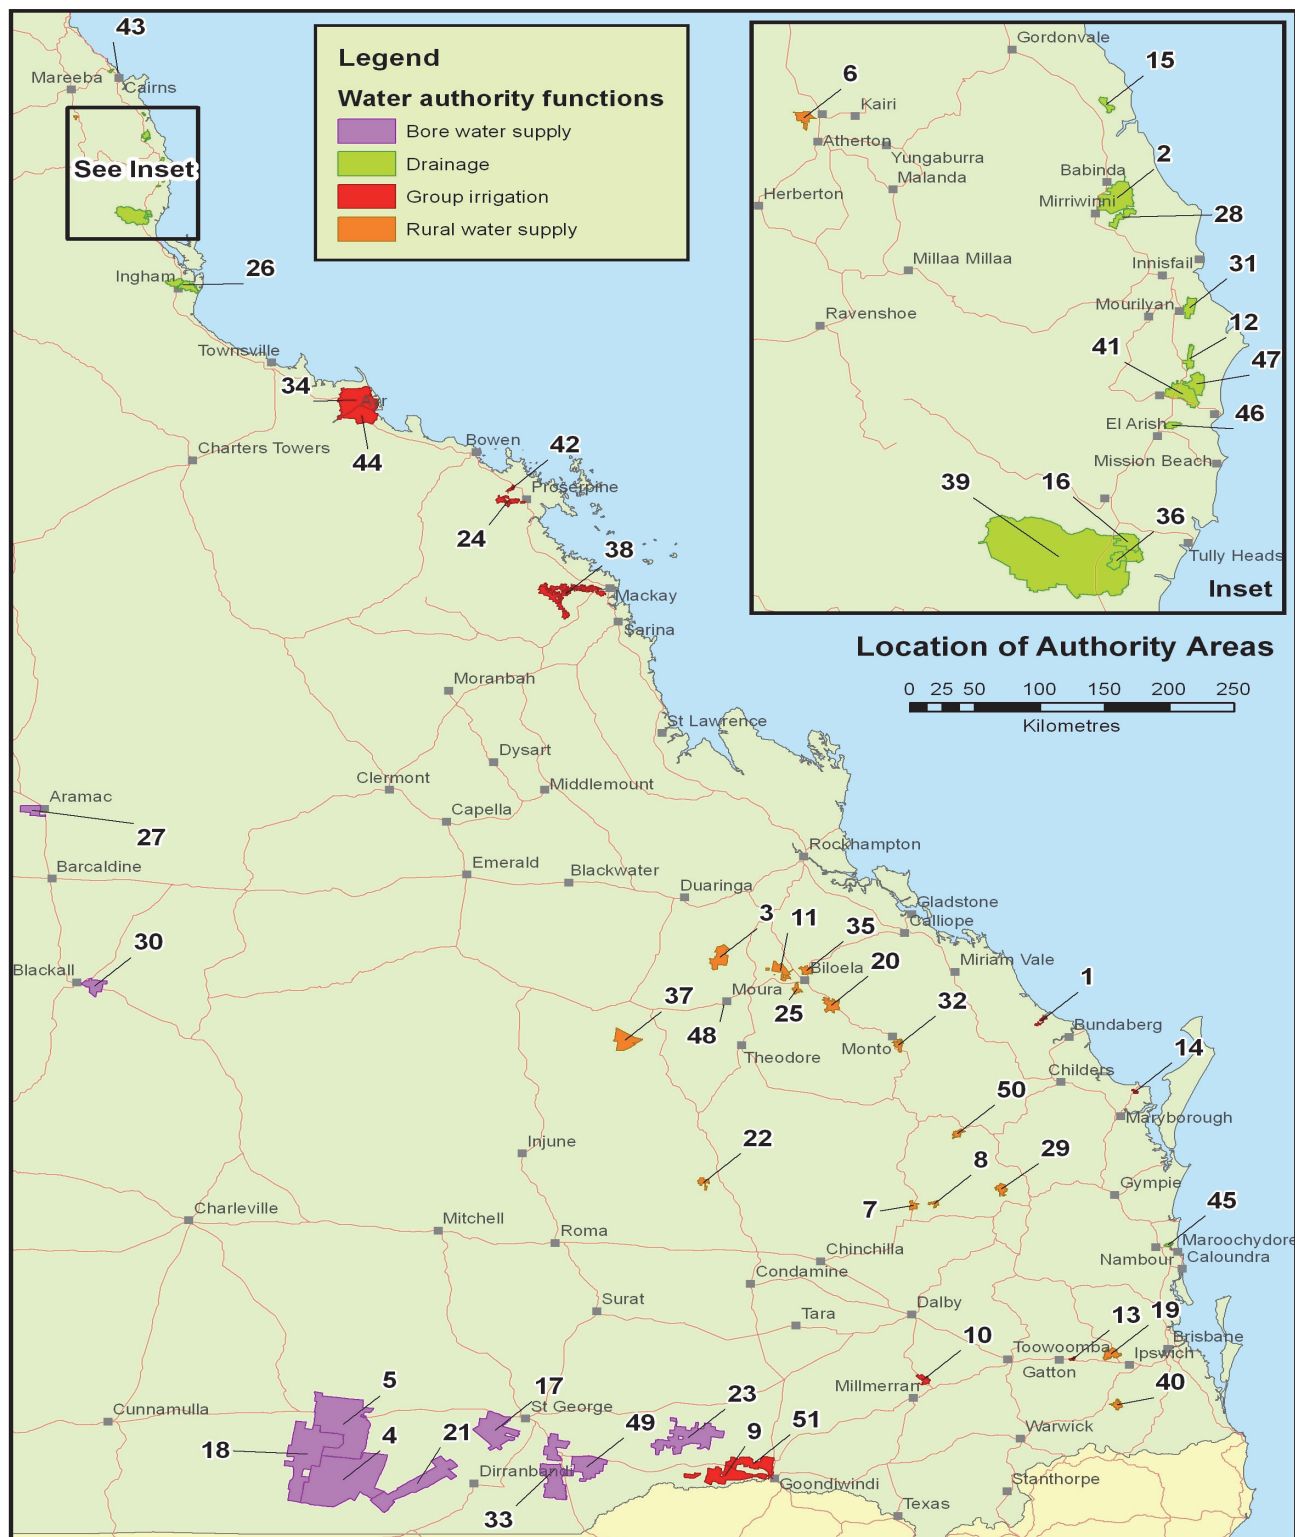 43
Mareeba
Cairns
See Inset
Legend
Water authority functions
Bore water supply
Drainage
Group irrigation
Rural water supply
Gordonvale
15
6
Kairi
Atherton
Yungaburra
2
Babinda
Malanda
Herberton
Mirriwinni
28
Millaa Millaa
Innisfail
31
Mourilyan
Ravenshoe
12
41
47
46
El Arish
Mission Beach
39
16
36
Tully Heads
Inset
26
Ingham
Townsville
34
Ayr
44
Charters Towers
Bowen
42
Proserpine
24
38
Mackay
Sarina
Location of Authority Areas
0 25 50 100 150 200 250
Kilometres
Moranbah
St Lawrence
Dysart
Clermont
Middlemount
Aramac
Capella
27
Rockhampton
Barcaldine
Emerald
Blackwater
Duaringa
Gladstone
Calliope
3
11
35
30
Blackall
Biloela
20
Miriam Vale
1
37
Moura
25
32
48
Bundaberg
Monto
14
Theodore
Childers
50
Maryborough
22
Injune
29
8
Gympie
7
45
Charleville
Mitchell
Roma
Maroochydore
Chinchilla
Nambour
Caloundra
Condamine
Surat
Dalby
Tara
13
19
10
Brisbane
Toowoomba
Ipswich
Gatton
5
17
23
Millmerran
40
Cunnamulla
St George
49
51
18
4
21
9
Warwick
Dirranbandi
Goondiwindi
Stanthorpe
33
Texas